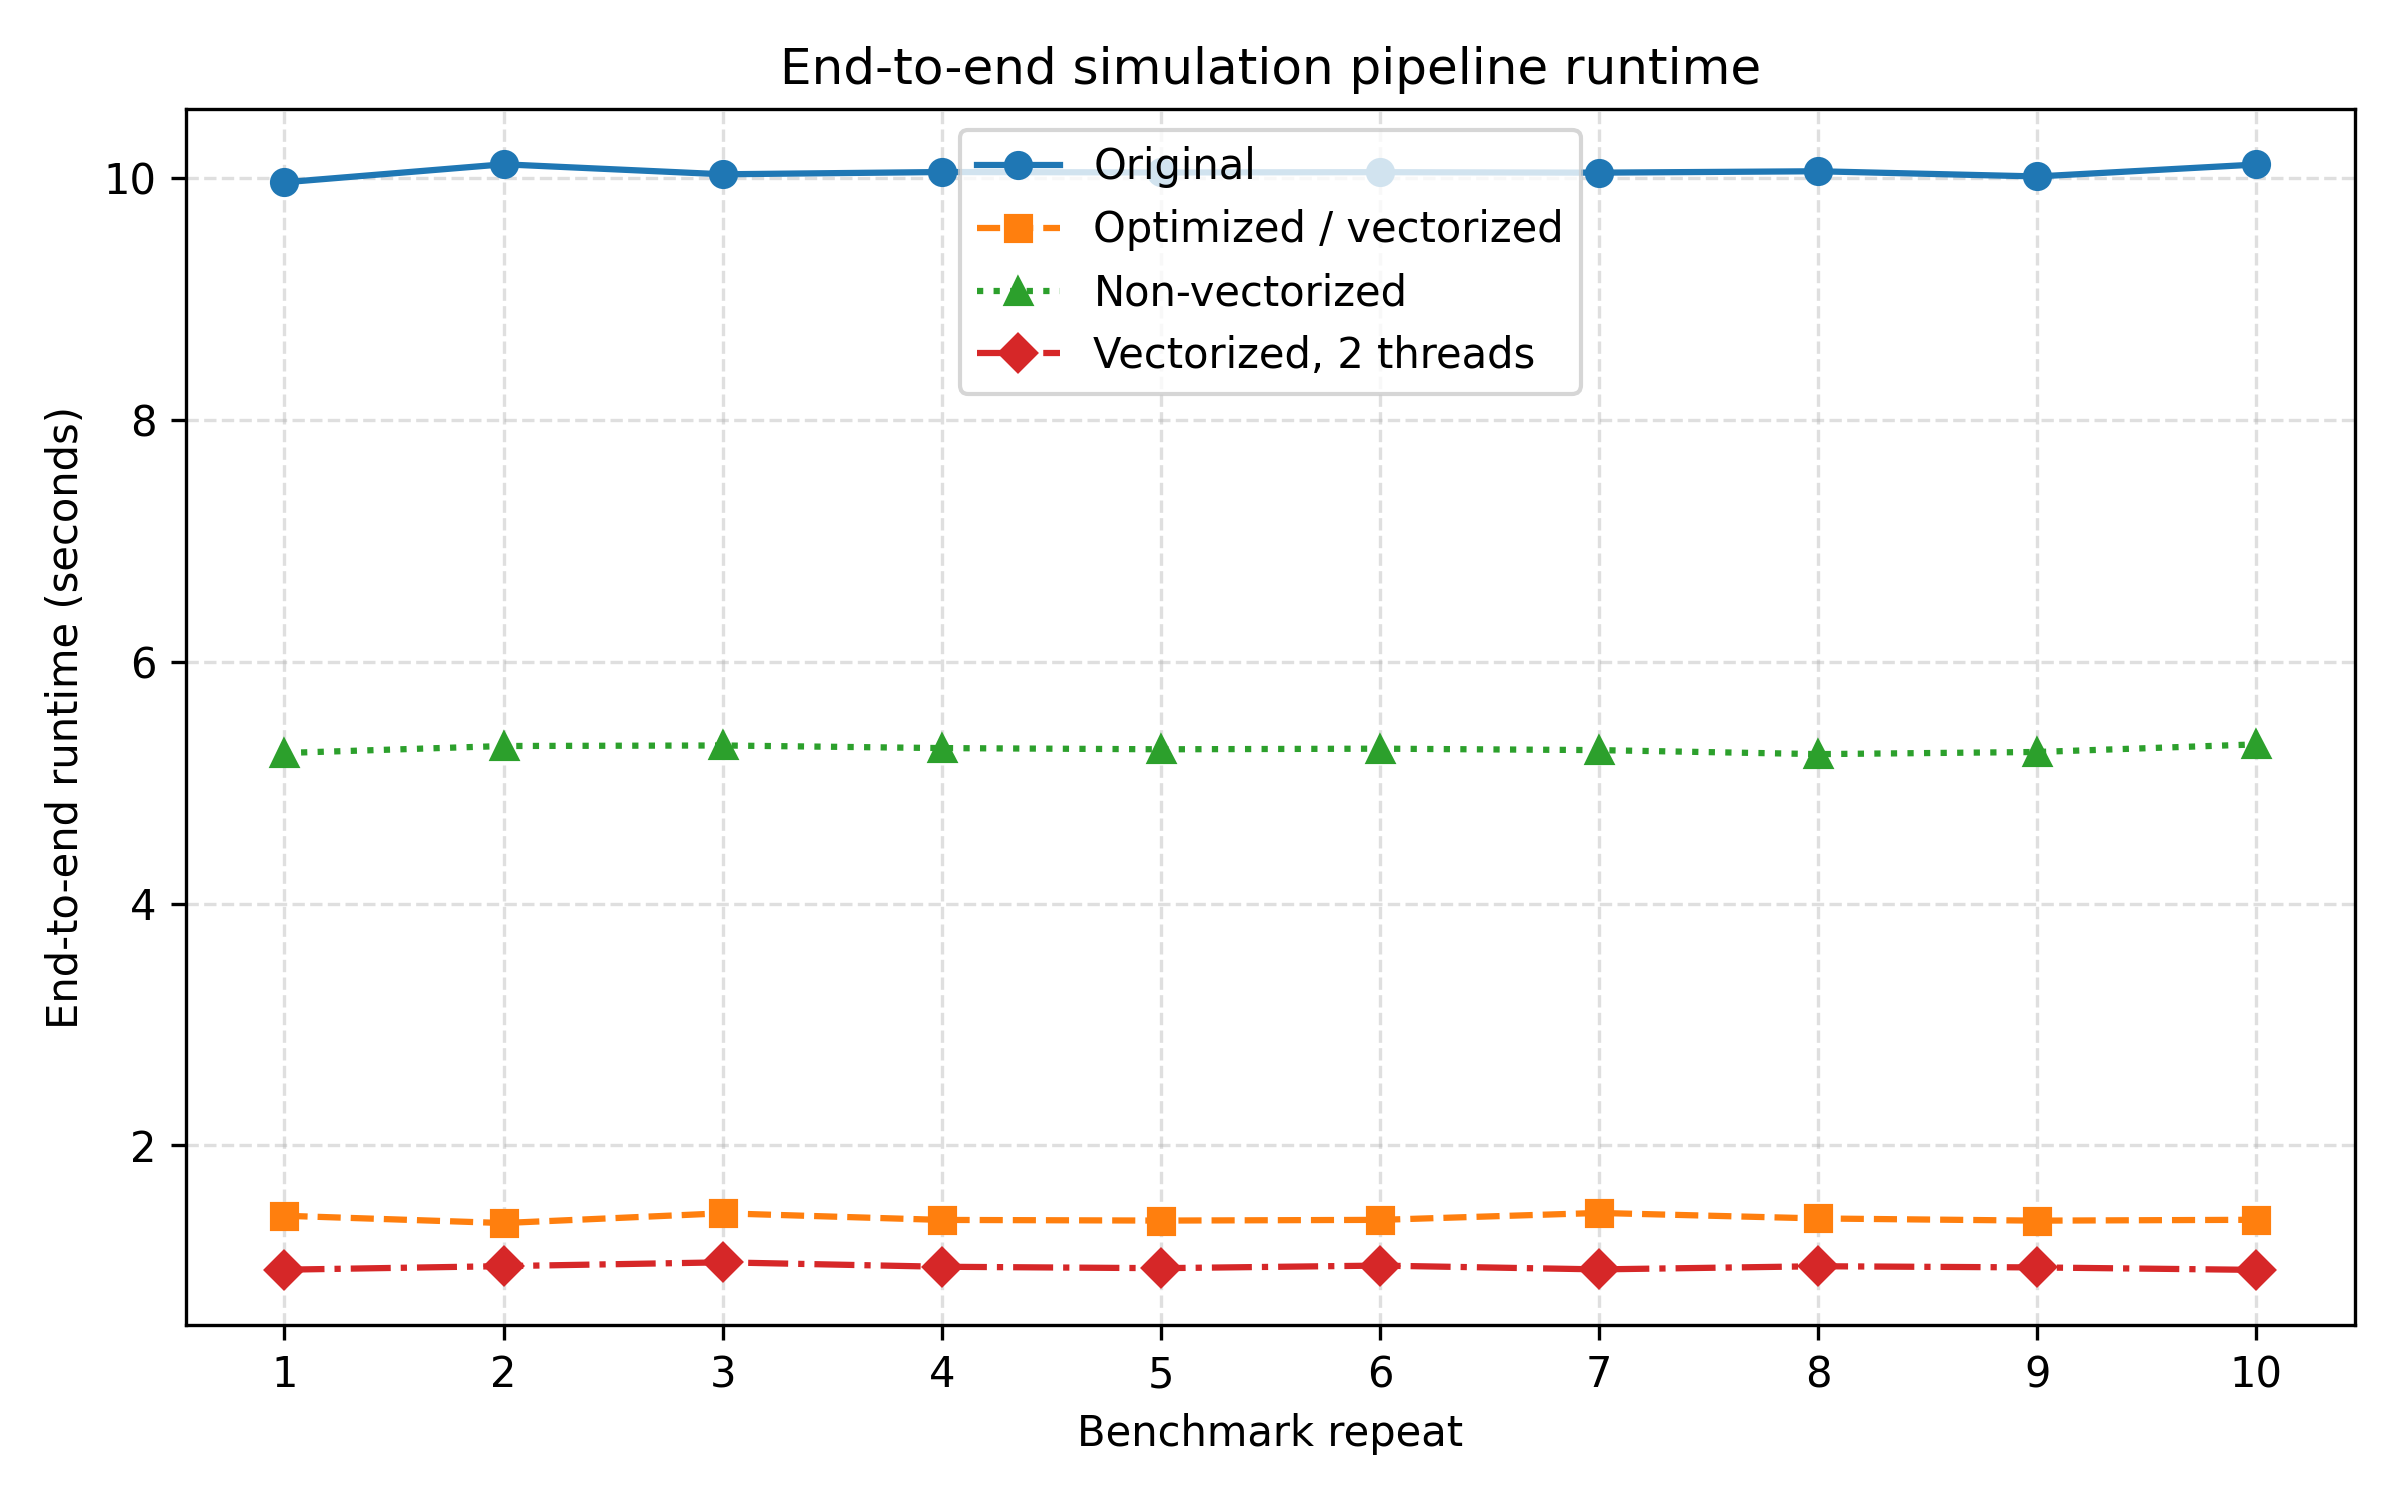 End-to-end simulation pipeline runtime
Original
Optimized / vectorized
Non-vectorized
Vectorized, 2 threads
End-to-end runtime (seconds)
10
8
6
4
2
1 2 3 4 5 6 7 8 9 10
Benchmark repeat